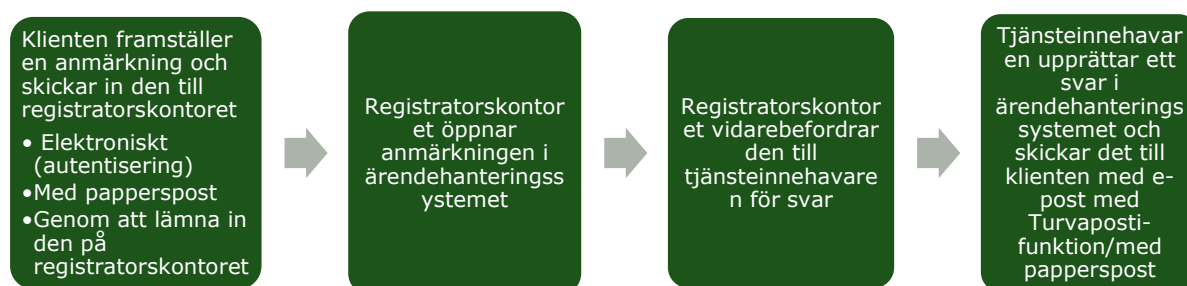 Klienten framställer
en anmärkning och
skickar in den till
registratorskontoret
• Elektroniskt
(autentisering)
•Med papperspost
•Genom att lämna in
den på
registratorskontoret
Registratorskontor
et öppnar
anmärkningen i
ärendehanteringss
ystemet
Registratorskontor
et vidarebefordrar
den till
tjänsteinnehavare
n för svar
Tjänsteinnehavar
en upprättar ett
svar i
ärendehanterings
systemet och
skickar det till
klienten med e-
post med
Turvaposti-
funktion/med
papperspost